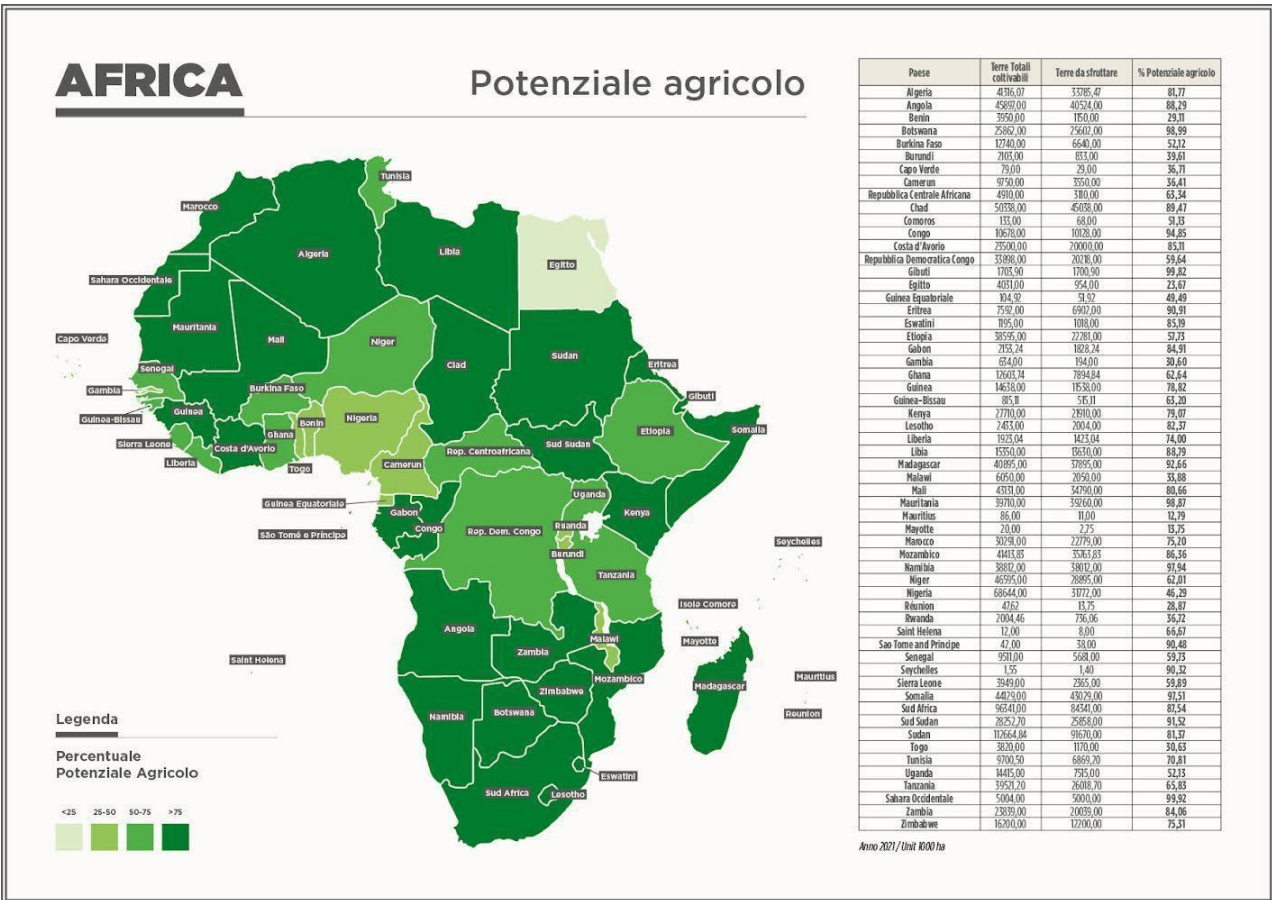 AFRICA
Potenziale agricolo
Tunisia
Marocco
Algeria
Libia
Egitto
Sahara Occidentale
Mauritania
Mali
Niger
Capo Verde
Clad
Sudan
Eritrea
Senegal
Gambia
Burkina Faso
Gibuti
Guinea-Bissau
Guinea
Benin
Nigeria
Ghana
Etiopia
Somalia
Sierra Leone
Costa d'Avorio
Rep. Centroafricana
Sud Sudan
Liberia
Togo
Camerun
Guinea Equatoriale
Uganda
Gabon
Kenya
São Tomé e Príncipe
Congo
Rep. Dem. Congo
Ruanda
Burundi
Seychelles
Tanzania
Isole Comore
Angola
Malawi
Mayotte
Zambia
Saint Helena
Mozambico
Mauritius
Zimbabwe
Madagascar
Namibia
Botswana
Reunion
Eswatini
Sud Africa
Lesotho
Legenda
Percentuale
Potenziale Agricolo
<25 25-50 50-75 >75
Paese Terre Totali coltivabili Terre da sfruttare % Potenziale agricolo
Algeria 41316,07 33785,47 81,77
Angola 45897,00 40524,00 88,29
Benin 3950,00 1150,00 29,11
Botswana 25862,00 25602,00 98,99
Burkina Faso 12740,00 6640,00 52,12
Burundi 2103,00 833,00 39,61
Capo Verde 79,00 29,00 36,71
Camerun 9750,00 3550,00 36,41
Repubblica Centrale Africana 4910,00 3110,00 63,34
Chad 50338,00 45038,00 89,47
Comoros 133,00 68,00 51,13
Congo 10678,00 10128,00 94,85
Costa d'Avorio 23500,00 20000,00 85,11
Repubblica Democratica Congo 33898,00 20218,00 59,64
Gibuti 1703,90 1700,90 99,82
Egitto 4031,00 954,00 23,67
Guinea Equatoriale 104,92 51,92 49,49
Eritrea 7592,00 6902,00 90,91
Eswatini 1195,00 1018,00 85,19
Etiopia 38595,00 22281,00 57,73
Gabon 2153,24 1828,24 84,91
Gambia 634,00 194,00 30,60
Ghana 12603,74 7894,84 62,64
Guinea 14638,00 11538,00 78,82
Guinea-Bissau 815,11 515,11 63,20
Kenya 27710,00 21910,00 79,07
Lesotho 2433,00 2004,00 82,37
Liberia 1923,04 1423,04 74,00
Libia 15350,00 13630,00 88,79
Madagascar 40895,00 37895,00 92,66
Malawi 6050,00 2050,00 33,88
Mali 43131,00 34790,00 80,66
Mauritania 39710,00 39260,00 98,87
Mauritius 86,00 11,00 12,79
Mayotte 20,00 2,75 13,75
Marocco 30291,00 22779,00 75,20
Mozambico 41413,83 35763,83 86,36
Namibia 38812,00 38012,00 97,94
Niger 46595,00 28895,00 62,01
Nigeria 68644,00 31772,00 46,29
Réunion 47,62 13,75 28,87
Rwanda 2004,46 736,06 36,72
Saint Helena 12,00 8,00 66,67
Sao Tome and Principe 42,00 38,00 90,48
Senegal 9511,00 5681,00 59,73
Seychelles 1,55 1,40 90,32
Sierra Leone 3949,00 2365,00 59,89
Somalia 44129,00 43029,00 97,51
Sud Africa 96341,00 84341,00 87,54
Sud Sudan 28252,70 25858,00 91,52
Sudan 112664,84 91670,00 81,37
Togo 3820,00 1170,00 30,63
Tunisia 9700,50 6869,20 70,81
Uganda 14415,00 7515,00 52,13
Tanzania 39521,20 26018,70 65,83
Sahara Occidentale 5004,00 5000,00 99,92
Zambia 23839,00 20039,00 84,06
Zimbabwe 16200,00 12200,00 75,31
Anno 2021 / Unit 1000 ha